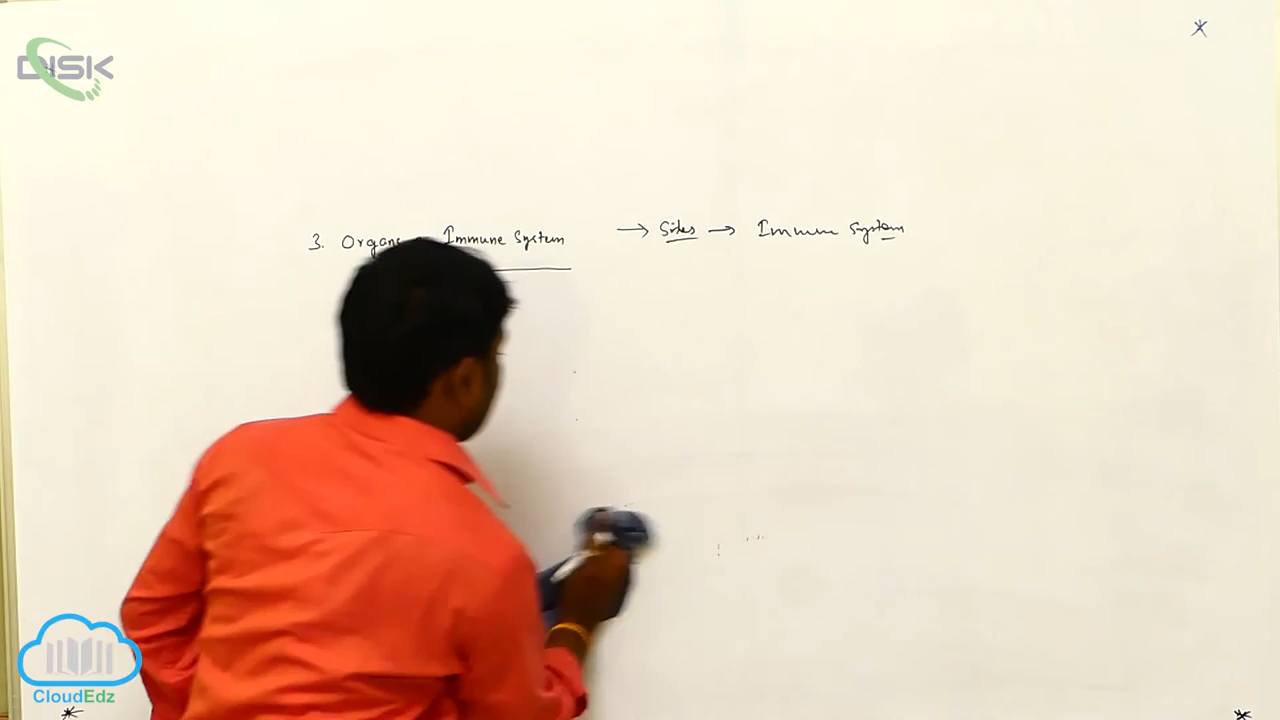 DISK
3. Organs Immune System → Sites → Immune System
CloudEdz